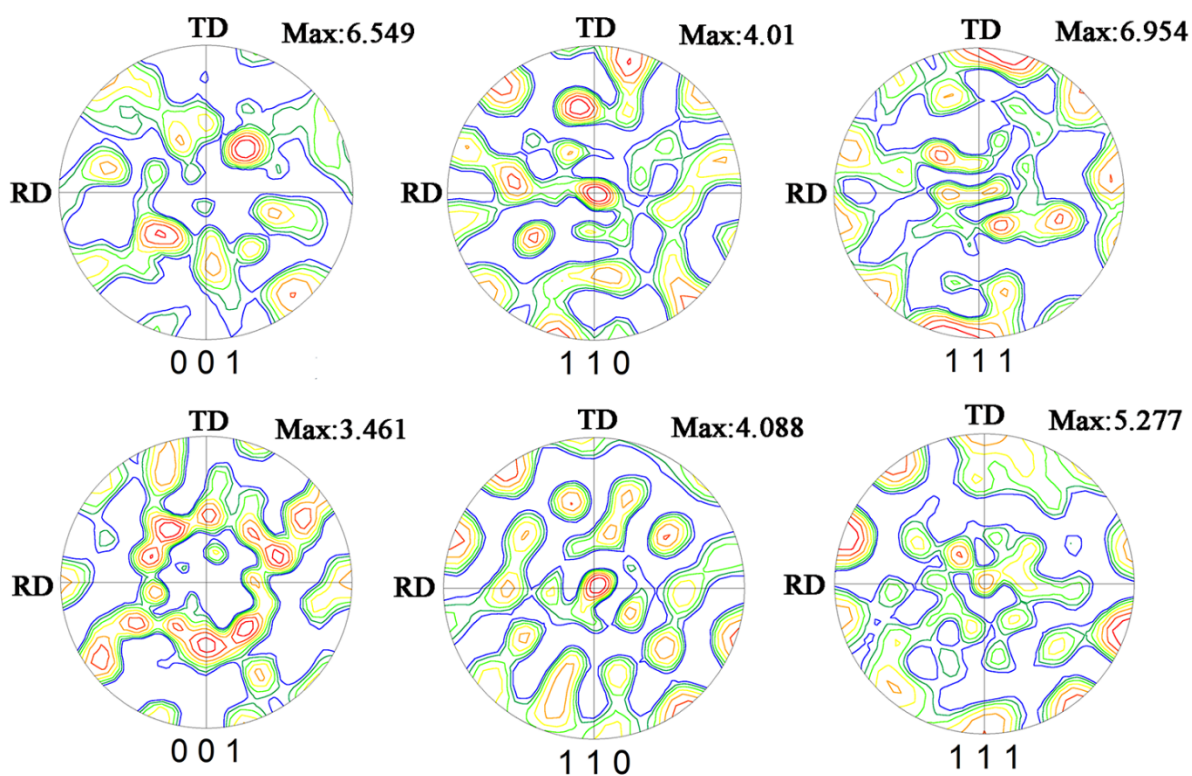 TD Max:6.549
RD
0 0 1
TD Max:4.01
RD
1 1 0
TD Max:6.954
RD
1 1 1
TD Max:3.461
RD
0 0 1
TD Max:4.088
RD
1 1 0
TD Max:5.277
RD
1 1 1